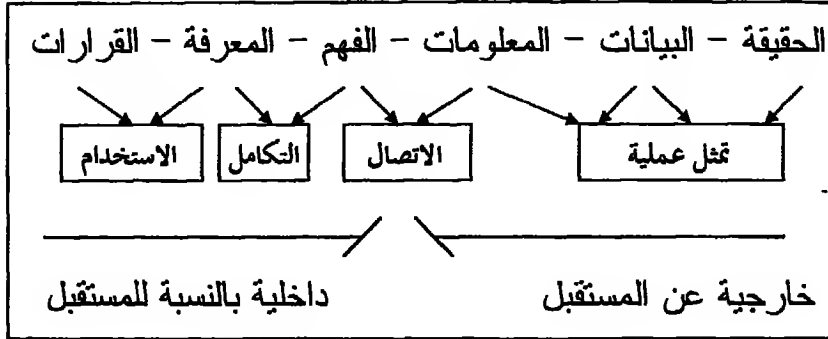 الحقيقة – البيانات – المعلومات – الفهم – المعرفة – القرارات
تمثل عملية الاتصال التكامل الاستخدام
خارجية عن المستقبل داخلية بالنسبة للمستقبل